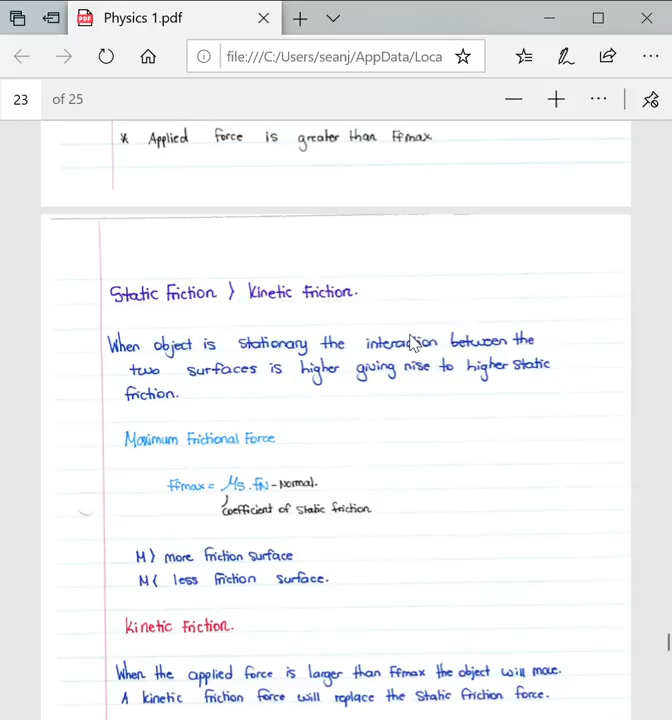 Physics 1.pdf
file:///C:/Users/seanj/AppData/Loca
23 of 25
* Applied force is greater than Ffmax
Static Friction > Kinetic friction.
When object is stationary the interaction between the
two surfaces is higher giving rise to higher static
friction.
Maximum Frictional Force
Ffmax = μs . FN - Normal.
coefficient of static friction
M > more friction surface
M < less friction surface.
Kinetic Friction.
When the applied force is larger than Ffmax the object will move.
A kinetic friction force will replace the static friction force.